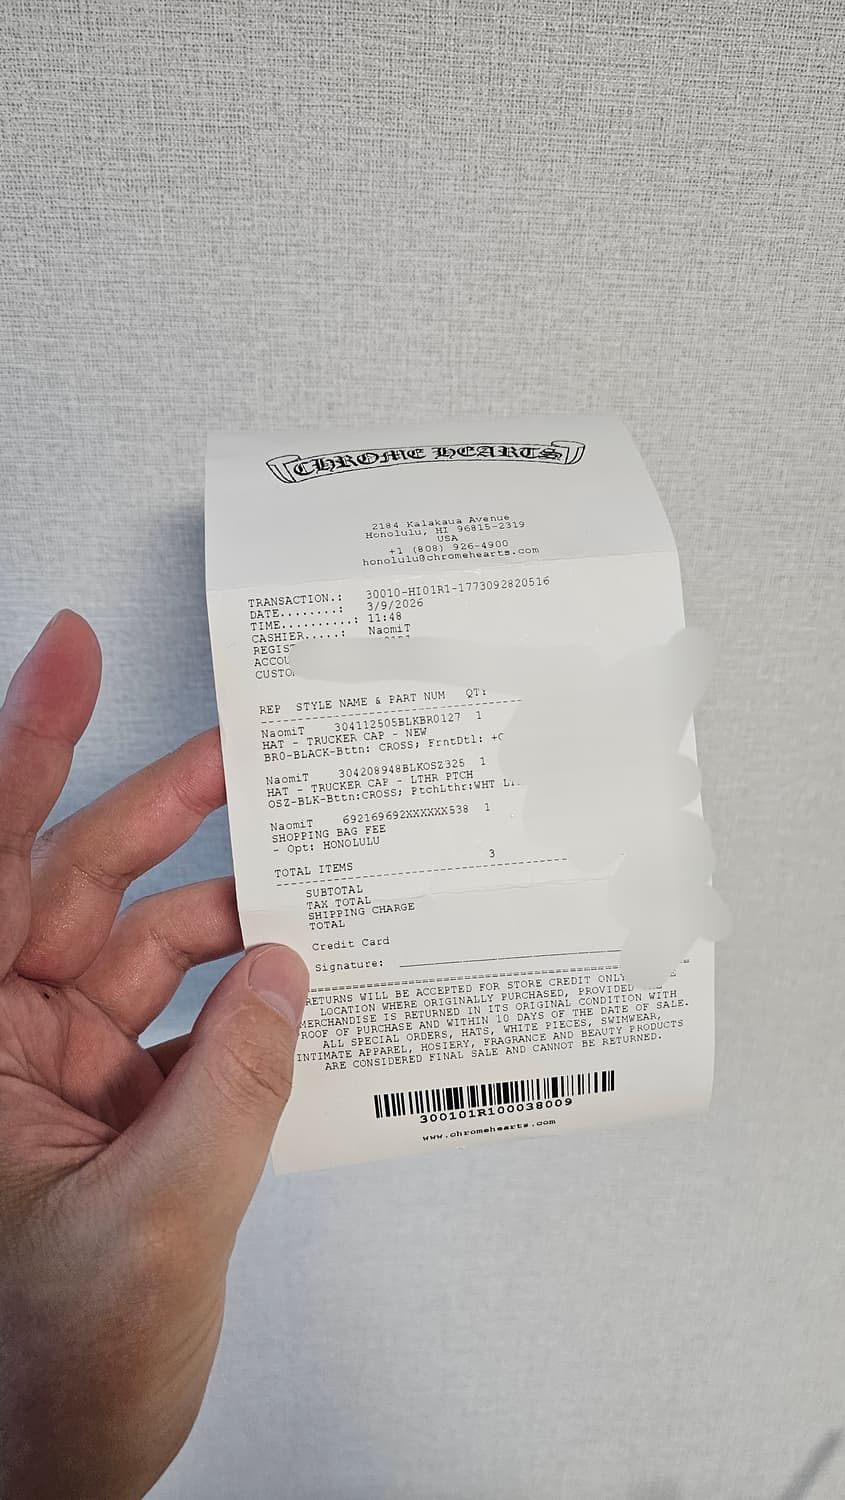 CHROME HEARTS
2184 Kalakaua Avenue
Honolulu, HI 96815-2319
USA
+1 (808) 926-4900
honolulu@chromehearts.com
TRANSACTION.: 30010-HI01R1-1773092820516
DATE........: 3/9/2026
TIME..........: 11:48
CASHIER.....: NaomiT
REGIST
ACCOU
CUSTO
REP STYLE NAME & PART NUM QTY
NaomiT 304112505BLKBR0127 1
HAT - TRUCKER CAP - NEW
BRO-BLACK-Bttn: CROSS; FrntDtl: +C
NaomiT 304208948BLKOSZ325 1
HAT - TRUCKER CAP - LTHR PTCH
OSZ-BLK-Bttn:CROSS; PtchLthr:WHT
NaomiT 692169692XXXXXX538 1
SHOPPING BAG FEE
- Opt: HONOLULU
TOTAL ITEMS 3
SUBTOTAL
TAX TOTAL
SHIPPING CHARGE
TOTAL
Credit Card
Signature:
RETURNS WILL BE ACCEPTED FOR STORE CREDIT ONLY
LOCATION WHERE ORIGINALLY PURCHASED, PROVIDED
MERCHANDISE IS RETURNED IN ITS ORIGINAL CONDITION WITH
PROOF OF PURCHASE AND WITHIN 10 DAYS OF THE DATE OF SALE.
ALL SPECIAL ORDERS, HATS, WHITE PIECES, SWIMWEAR,
INTIMATE APPAREL, HOSIERY, FRAGRANCE AND BEAUTY PRODUCTS
ARE CONSIDERED FINAL SALE AND CANNOT BE RETURNED.
300101R100038009
www.chromehearts.com